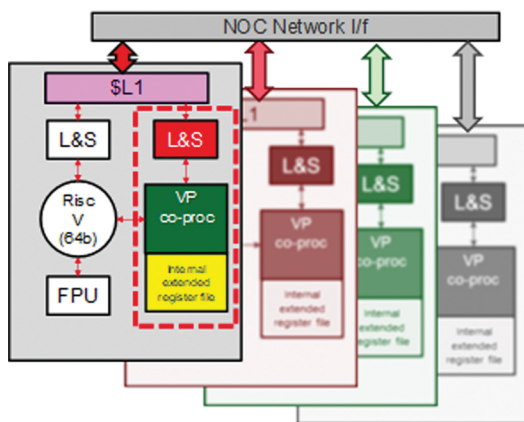 NOC Network I/f
$L1
L&S
L&S
Risc
V
(64b)
VP
co-proc
Internal
extended
register file
FPU
L1
L&S
VP
co-proc
Internal
extended
register file
L&S
VP
co-proc
Internal
extended
register file
L&S
VP
co-proc
Internal
extended
register file